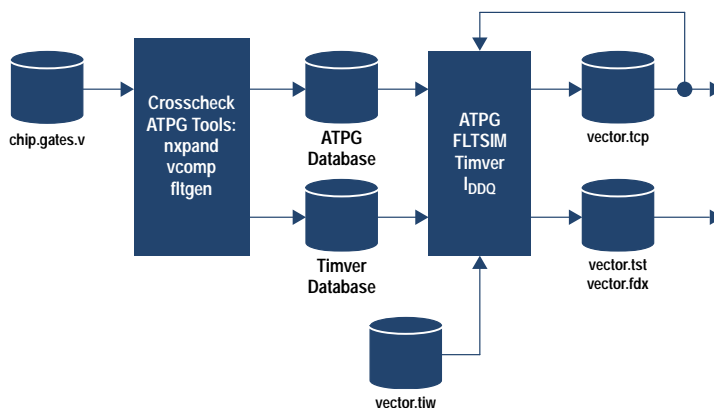 chip.gates.v
Crosscheck
ATPG Tools:
nxpand
vcomp
fltgen
ATPG
Database
Timver
Database
ATPG
FLTSIM
Timver
IDDQ
vector.tcp
vector.tst
vector.fdx
vector.tiw